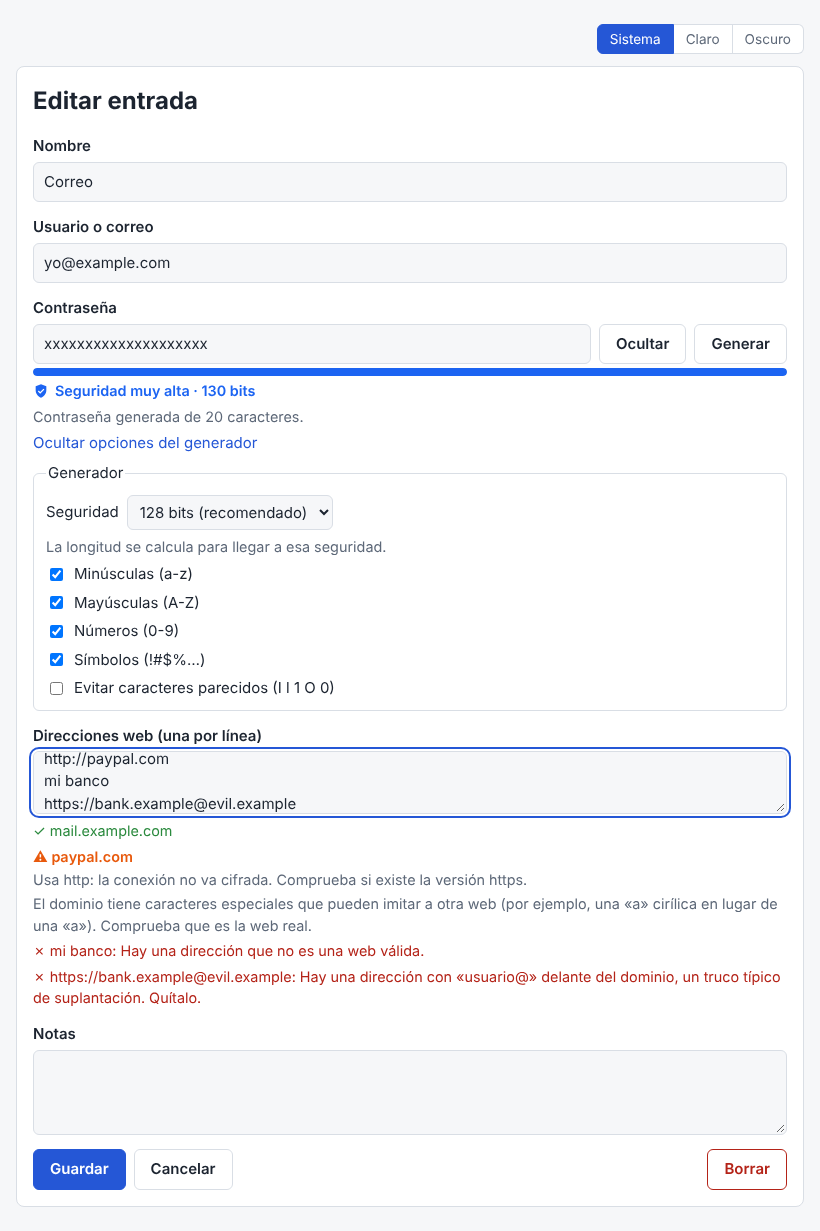 Sistema Claro Oscuro
Editar entrada
Nombre
Correo
Usuario o correo
yo@example.com
Contraseña
xxxxxxxxxxxxxxxxxxxx Ocultar Generar
Seguridad muy alta · 130 bits
Contraseña generada de 20 caracteres.
Ocultar opciones del generador
Generador
Seguridad 128 bits (recomendado)
La longitud se calcula para llegar a esa seguridad.
Minúsculas (a-z)
Mayúsculas (A-Z)
Números (0-9)
Símbolos (!#$%…)
Evitar caracteres parecidos (l I 1 O 0)
Direcciones web (una por línea)
http://paypal.com
mi banco
https://bank.example@evil.example
✓ mail.example.com
⚠ paypal.com
Usa http: la conexión no va cifrada. Comprueba si existe la versión https.
El dominio tiene caracteres especiales que pueden imitar a otra web (por ejemplo, una «a» cirílica en lugar de
una «a»). Comprueba que es la web real.
× mi banco: Hay una dirección que no es una web válida.
× https://bank.example@evil.example: Hay una dirección con «usuario@» delante del dominio, un truco típico
de suplantación. Quítalo.
Notas
Guardar Cancelar Borrar